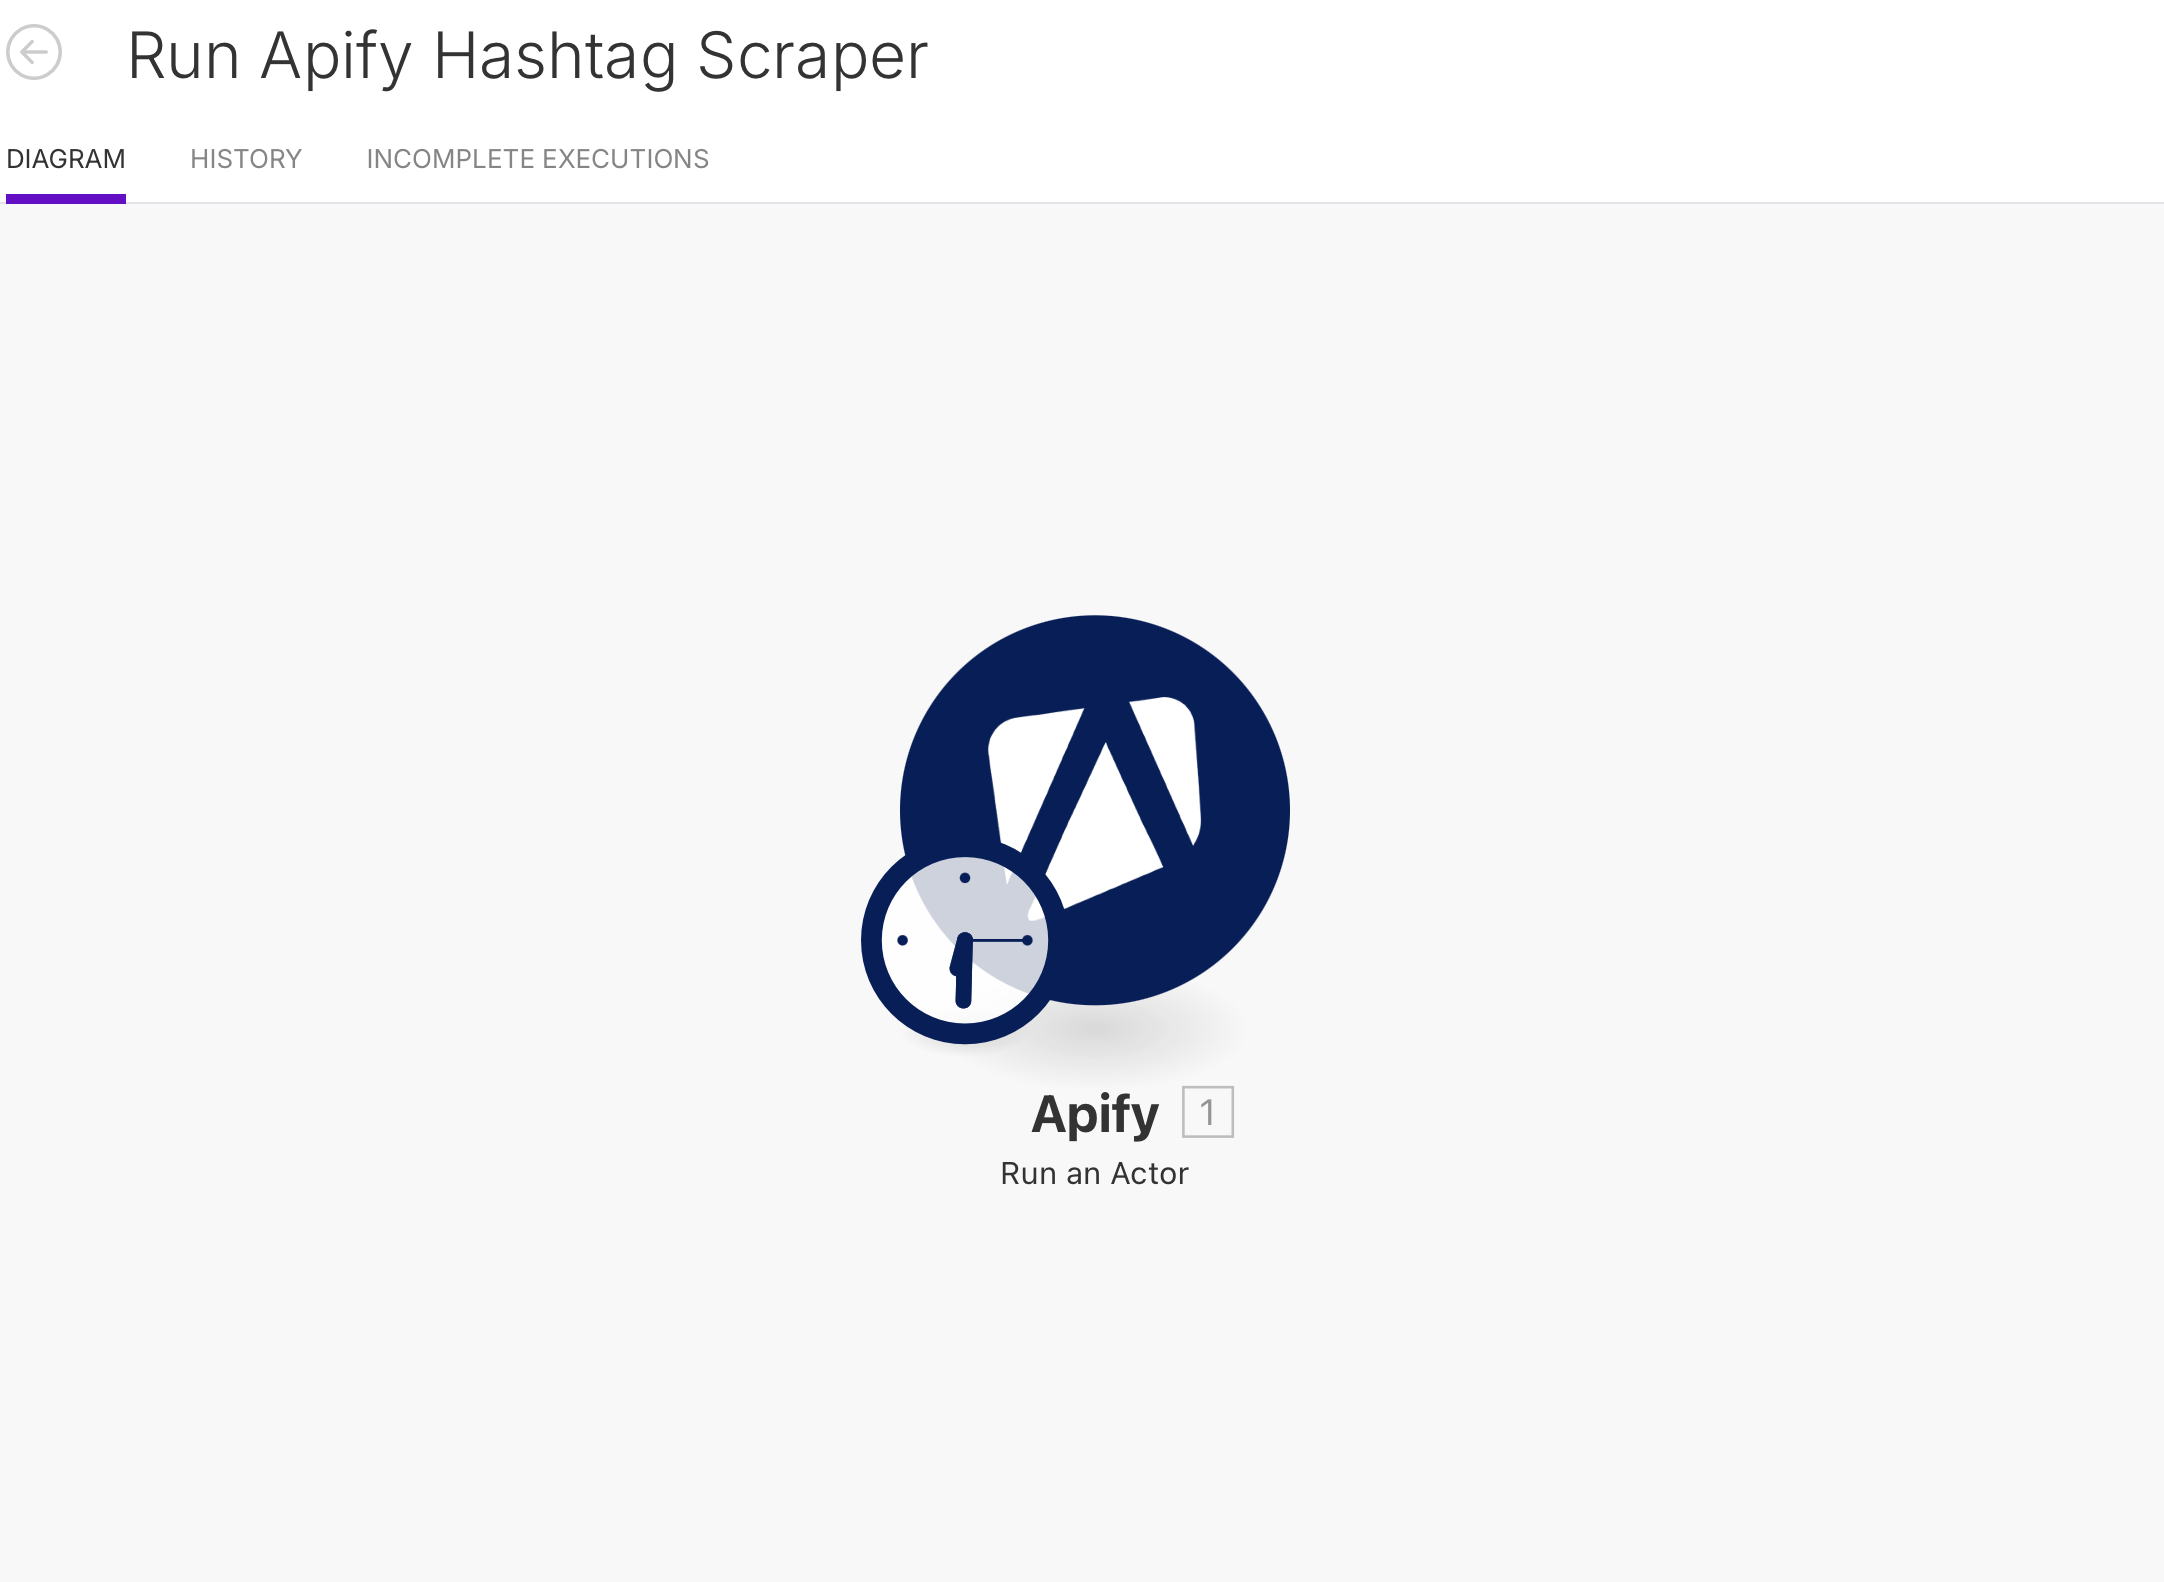 Run Apify Hashtag Scraper
DIAGRAM HISTORY INCOMPLETE EXECUTIONS
Apify 1
Run an Actor